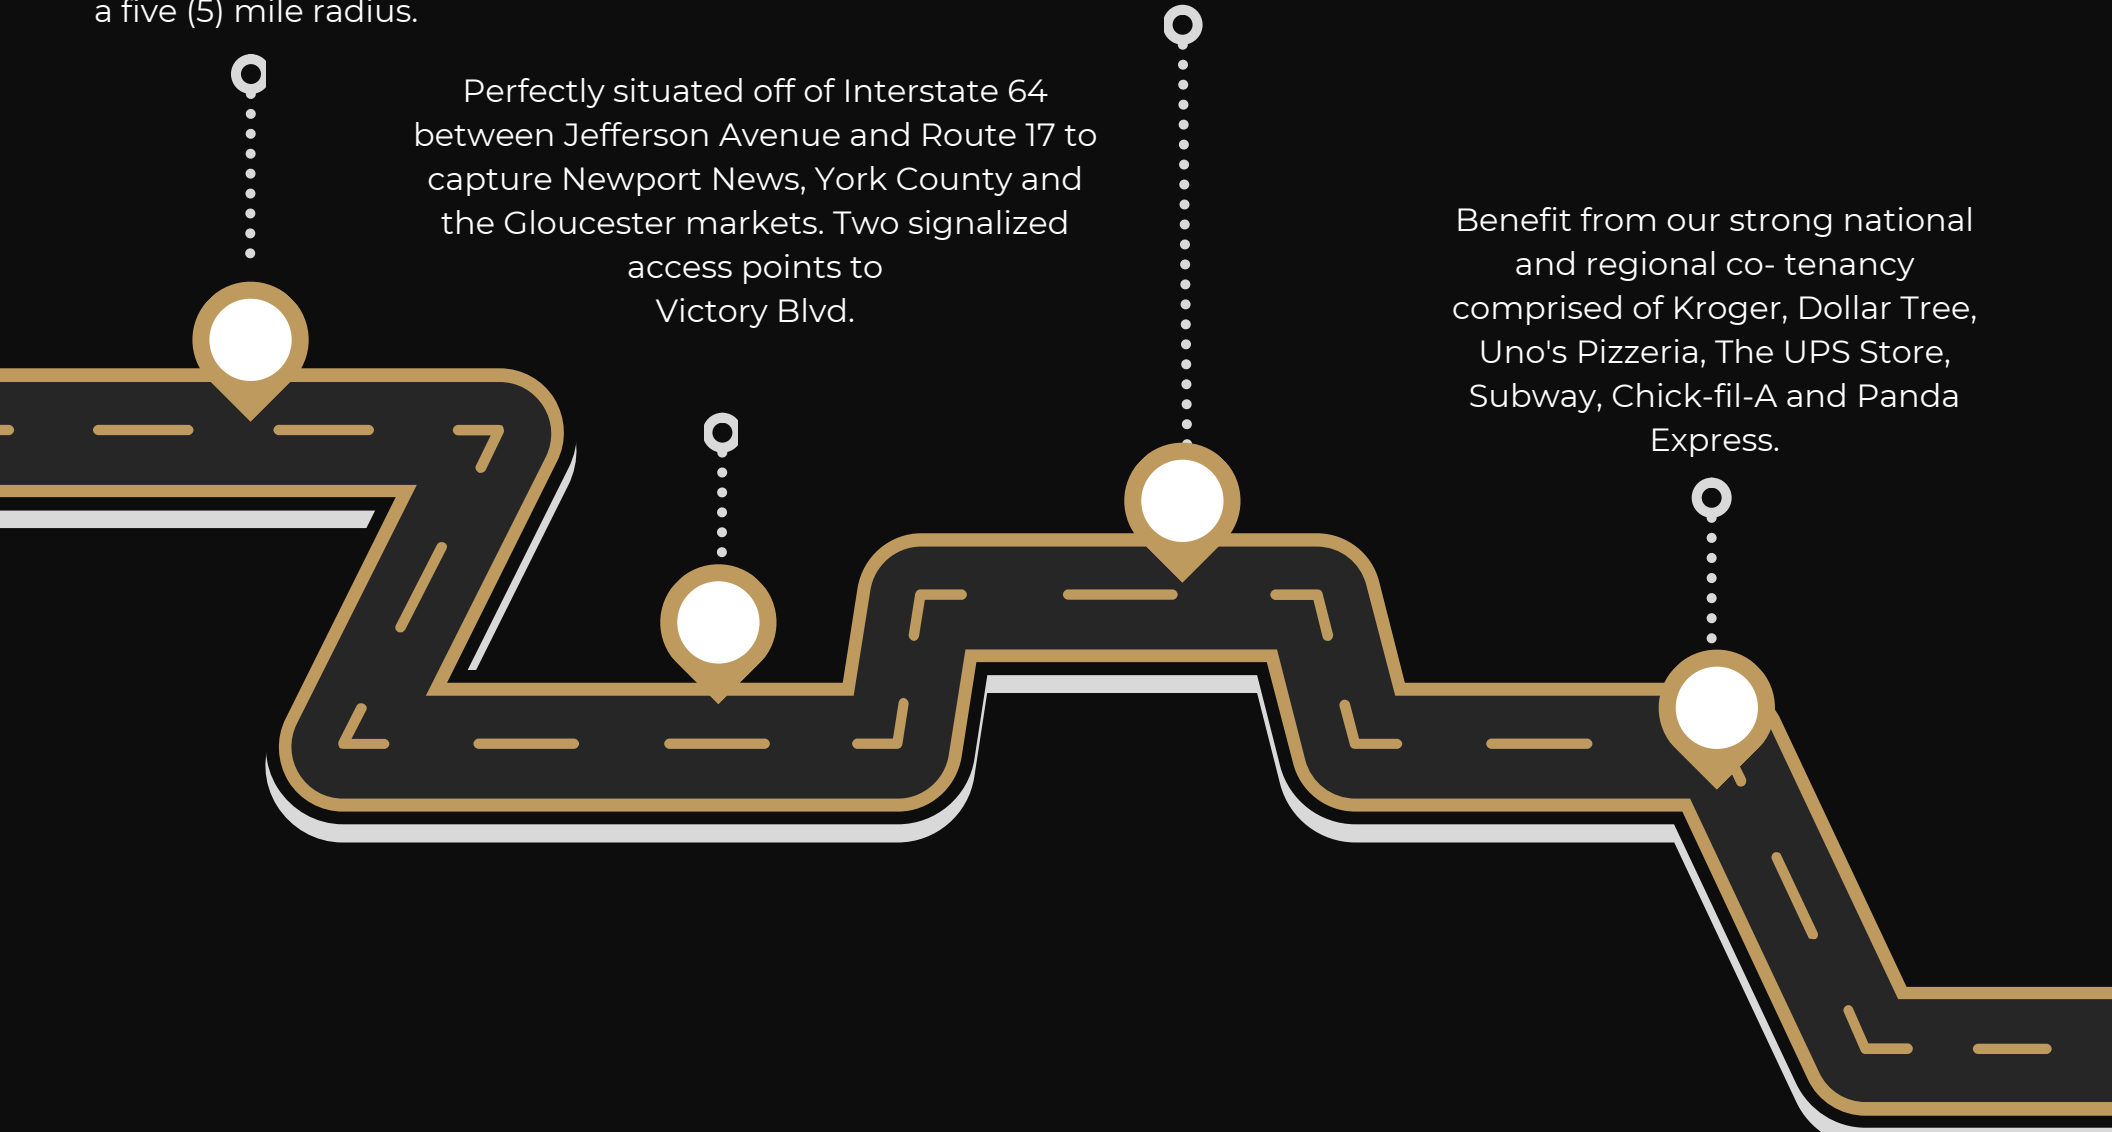 a five (5) mile radius.
Perfectly situated off of Interstate 64
between Jefferson Avenue and Route 17 to
capture Newport News, York County and
the Gloucester markets. Two signalized
access points to
Victory Blvd.
Benefit from our strong national
and regional co- tenancy
comprised of Kroger, Dollar Tree,
Uno's Pizzeria, The UPS Store,
Subway, Chick-fil-A and Panda
Express.